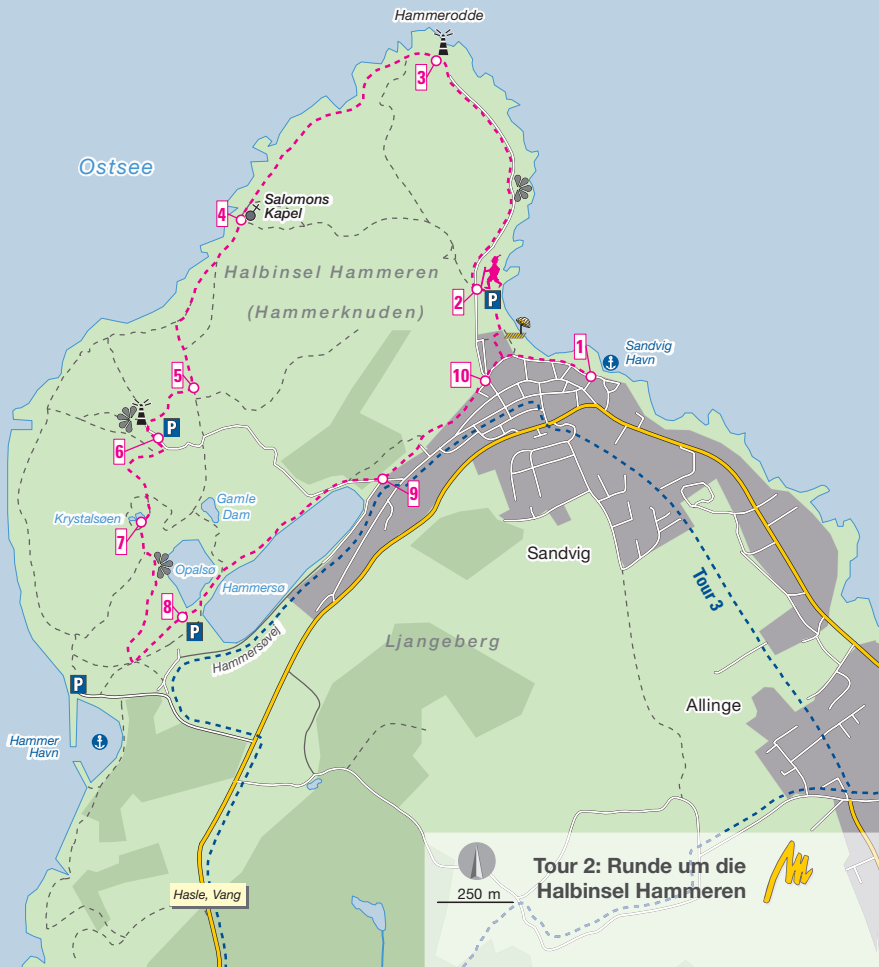 Hammerodde
3
Ostsee
Salomons
Kapel
4
Halbinsel Hammeren
(Hammerknuden)
2
P
1
Sandvig
Havn
10
5
P
6
9
Gamle
Dam
Krystalsøen
7
Sandvig
Opalsø
Hammersø
Tour 3
8
P
Hammersøvej
Ljangeberg
P
Allinge
Hammer
Havn
Tour 2: Runde um die
Halbinsel Hammeren
250 m
Hasle, Vang